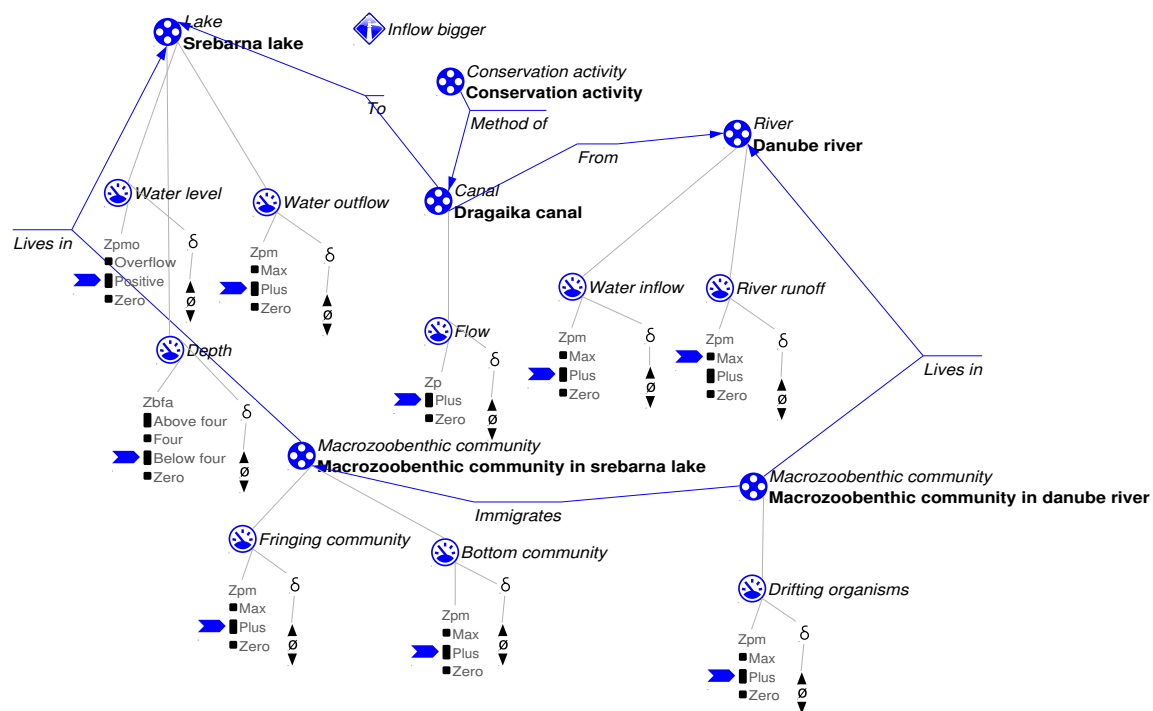 Lake
Srebarna lake
Inflow bigger
Conservation activity
Conservation activity
To
Method of
River
Danube river
From
Canal
Dragaika canal
Water level
Water outflow
Lives in
Zpmo
Overflow
Positive
Zero
δ
ø
Zpm
Max
Plus
Zero
δ
ø
Water inflow
River runoff
Zpm
Max
Plus
Zero
δ
ø
Zpm
Max
Plus
Zero
δ
ø
Flow
Zp
Plus
Zero
δ
ø
Depth
Zbfa
Above four
Four
Below four
Zero
δ
ø
Lives in
Macrozoobenthic community
Macrozoobenthic community in srebarna lake
Macrozoobenthic community
Macrozoobenthic community in danube river
Immigrates
Fringing community
Bottom community
Zpm
Max
Plus
Zero
δ
ø
Zpm
Max
Plus
Zero
δ
ø
Drifting organisms
Zpm
Max
Plus
Zero
δ
ø